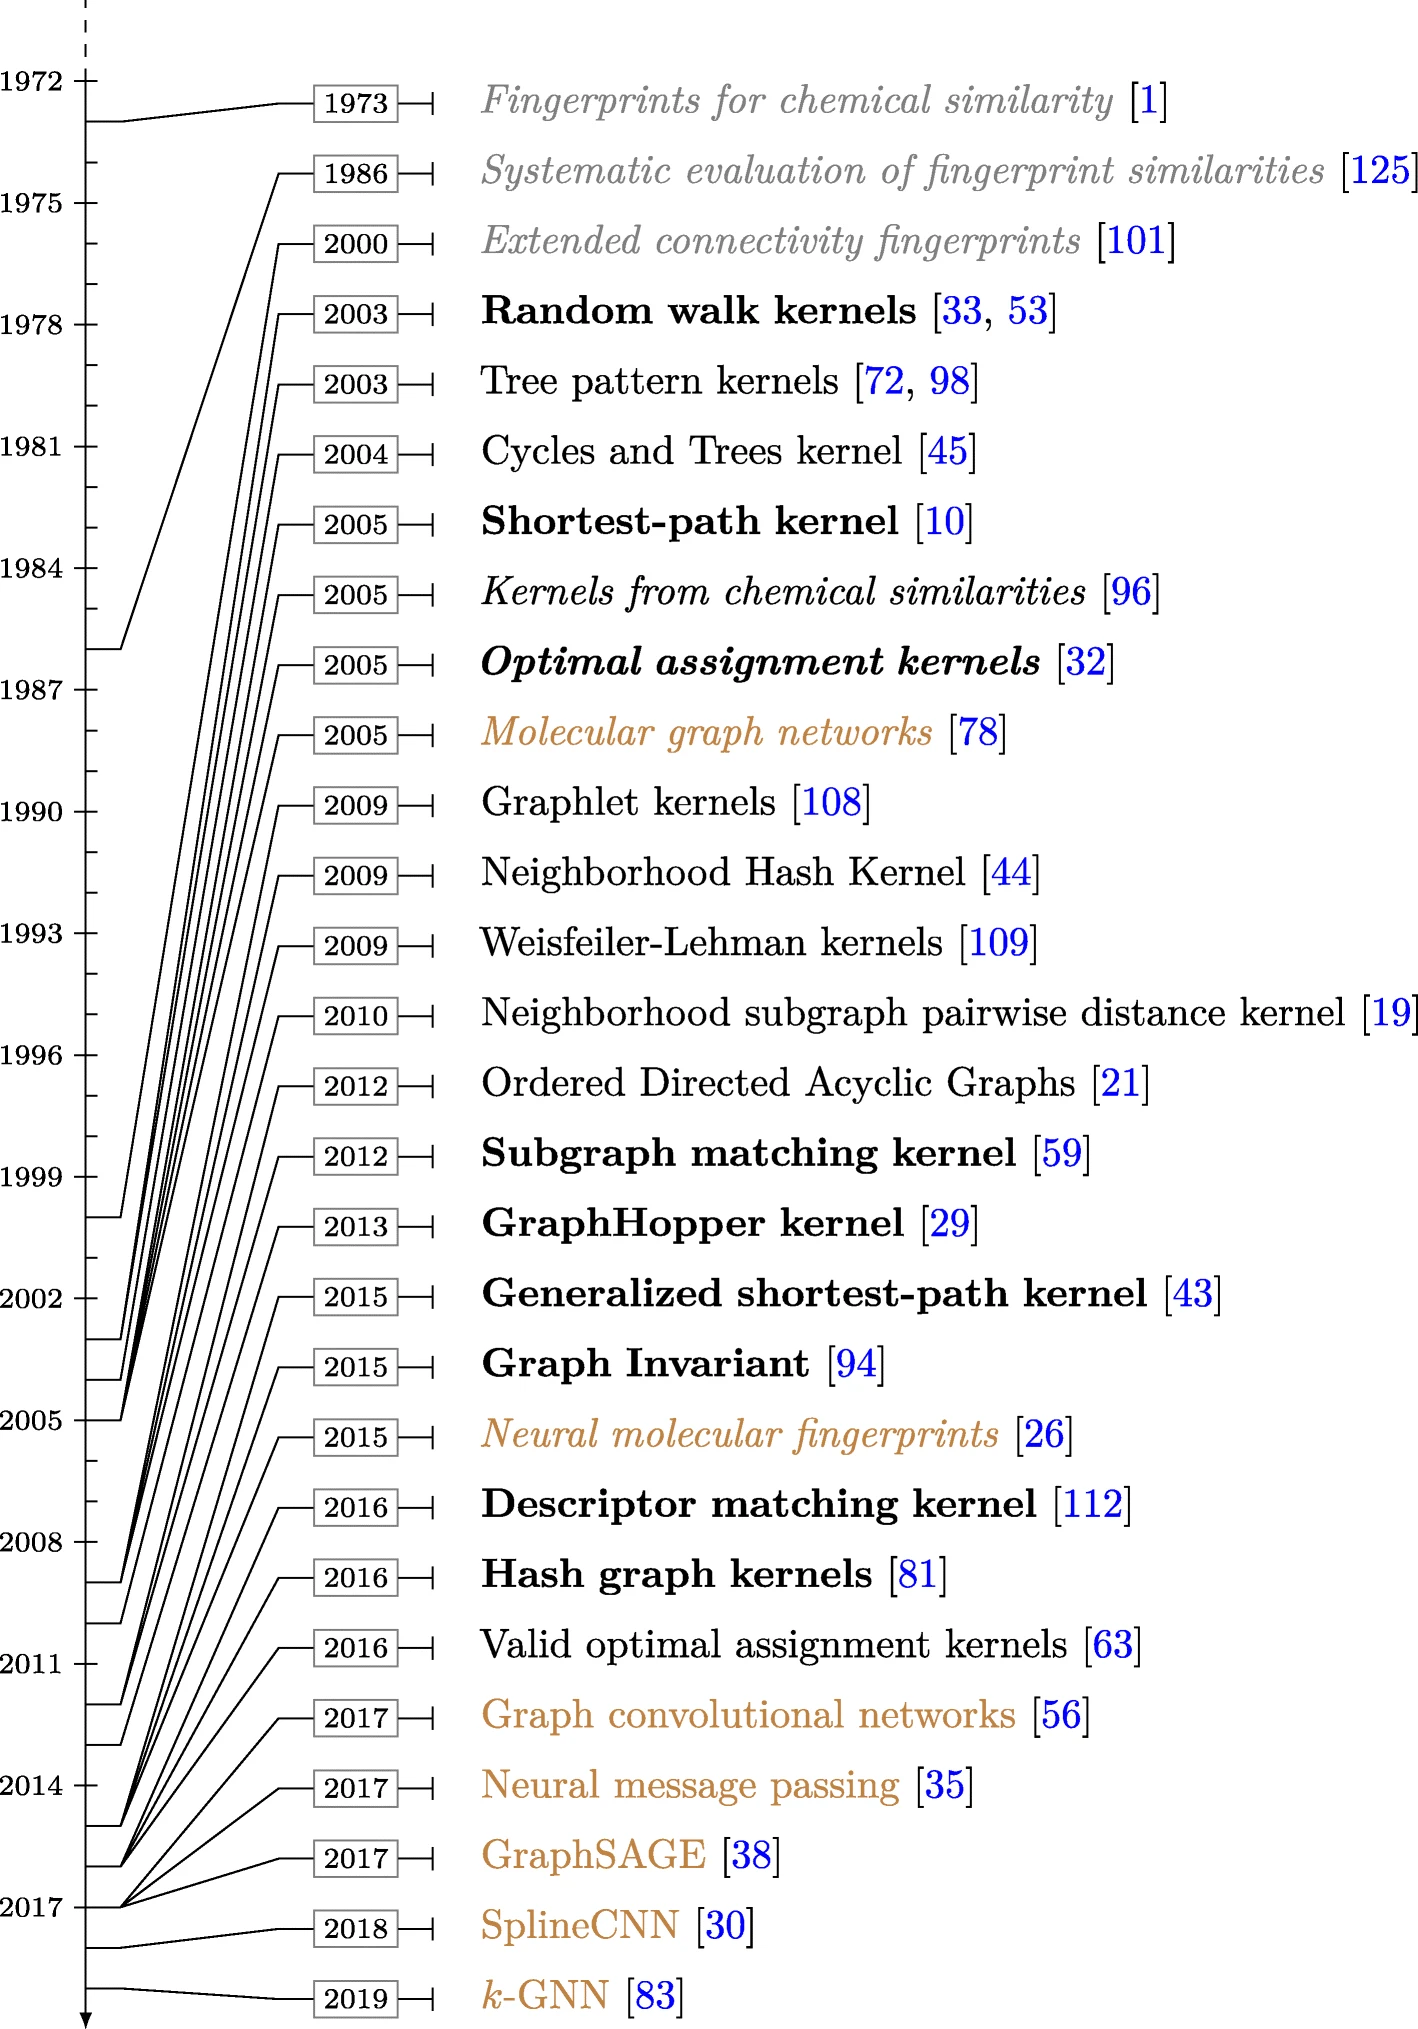 1972
1973 Fingerprints for chemical similarity [1]
1986 Systematic evaluation of fingerprint similarities [125]
1975
2000 Extended connectivity fingerprints [101]
2003 Random walk kernels [33, 53]
1978
2003 Tree pattern kernels [72, 98]
1981
2004 Cycles and Trees kernel [45]
2005 Shortest-path kernel [10]
1984
2005 Kernels from chemical similarities [96]
2005 Optimal assignment kernels [32]
1987
2005 Molecular graph networks [78]
2009 Graphlet kernels [108]
1990
2009 Neighborhood Hash Kernel [44]
1993
2009 Weisfeiler-Lehman kernels [109]
2010 Neighborhood subgraph pairwise distance kernel [19]
1996
2012 Ordered Directed Acyclic Graphs [21]
2012 Subgraph matching kernel [59]
1999
2013 GraphHopper kernel [29]
2002
2015 Generalized shortest-path kernel [43]
2015 Graph Invariant [94]
2005
2015 Neural molecular fingerprints [26]
2016 Descriptor matching kernel [112]
2008
2016 Hash graph kernels [81]
2016 Valid optimal assignment kernels [63]
2011
2017 Graph convolutional networks [56]
2014
2017 Neural message passing [35]
2017 GraphSAGE [38]
2017
2018 SplineCNN [30]
2019 k-GNN [83]